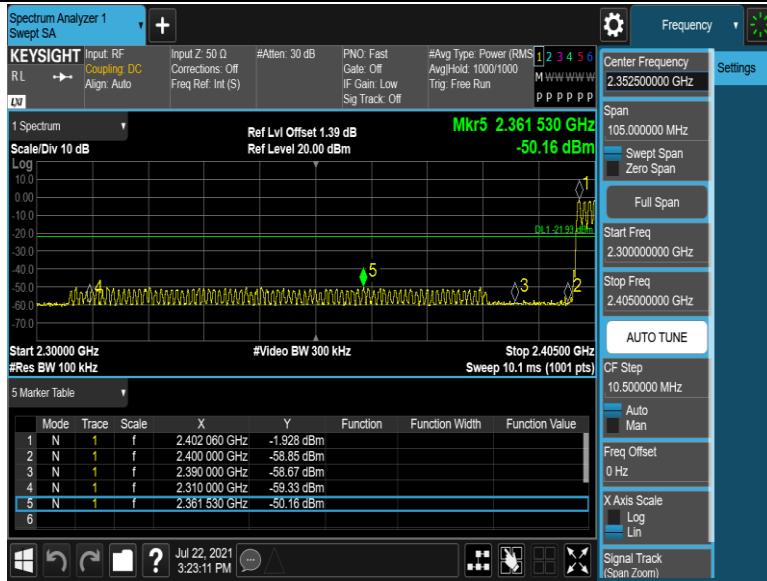 Spectrum Analyzer 1
Swept SA
Frequency
KEYSIGHT
RL
LXI
Input: RF
Coupling: DC
Align: Auto
Input Z: 50 Ω
Corrections: Off
Freq Ref: Int (S)
#Atten: 30 dB
PNO: Fast
Gate: Off
IF Gain: Low
Sig Track: Off
#Avg Type: Power (RMS
Avg|Hold: 1000/1000
Trig: Free Run
1 2 3 4 5 6
M W W W W W
P P P P P P
1 Spectrum
Scale/Div 10 dB
Log
Ref Lvl Offset 1.39 dB
Ref Level 20.00 dBm
Mkr5 2.361 530 GHz
-50.16 dBm
10.0
0.00
-10.0
-20.0
-30.0
-40.0
-50.0
-60.0
-70.0
DL1 -21.93 dBm
1
2
3
4
5
Start 2.30000 GHz
#Res BW 100 kHz
#Video BW 300 kHz
Stop 2.40500 GHz
Sweep 10.1 ms (1001 pts)
5 Marker Table
Mode Trace Scale X Y Function Function Width Function Value
1 N 1 f 2.402 060 GHz -1.928 dBm
2 N 1 f 2.400 000 GHz -58.85 dBm
3 N 1 f 2.390 000 GHz -58.67 dBm
4 N 1 f 2.310 000 GHz -59.33 dBm
5 N 1 f 2.361 530 GHz -50.16 dBm
6
?
Jul 22, 2021
3:23:11 PM
Center Frequency
2.352500000 GHz
Settings
Span
105.000000 MHz
Swept Span
Zero Span
Full Span
Start Freq
2.300000000 GHz
Stop Freq
2.405000000 GHz
AUTO TUNE
CF Step
10.500000 MHz
Auto
Man
Freq Offset
0 Hz
X Axis Scale
Log
Lin
Signal Track
(Span Zoom)